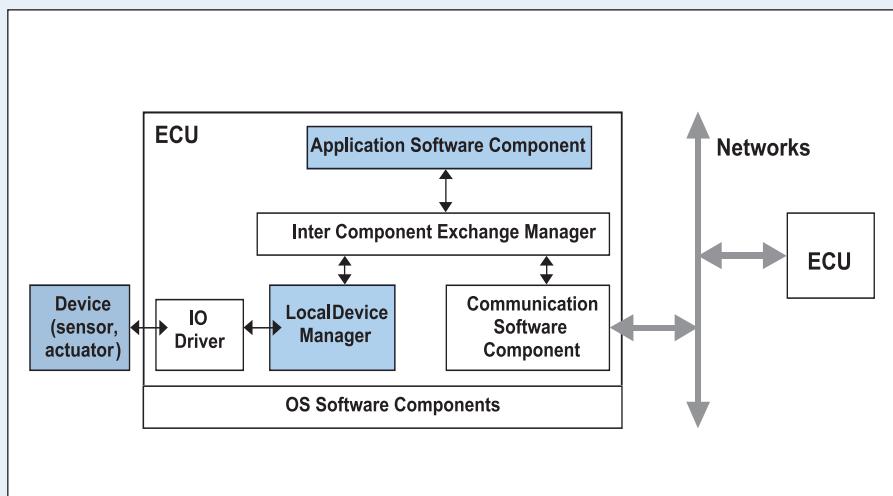 ECU
Application Software Component
Networks
Inter Component Exchange Manager
ECU
Device
(sensor,
actuator)
IO
Driver
LocalDevice
Manager
Communication
Software
Component
OS Software Components